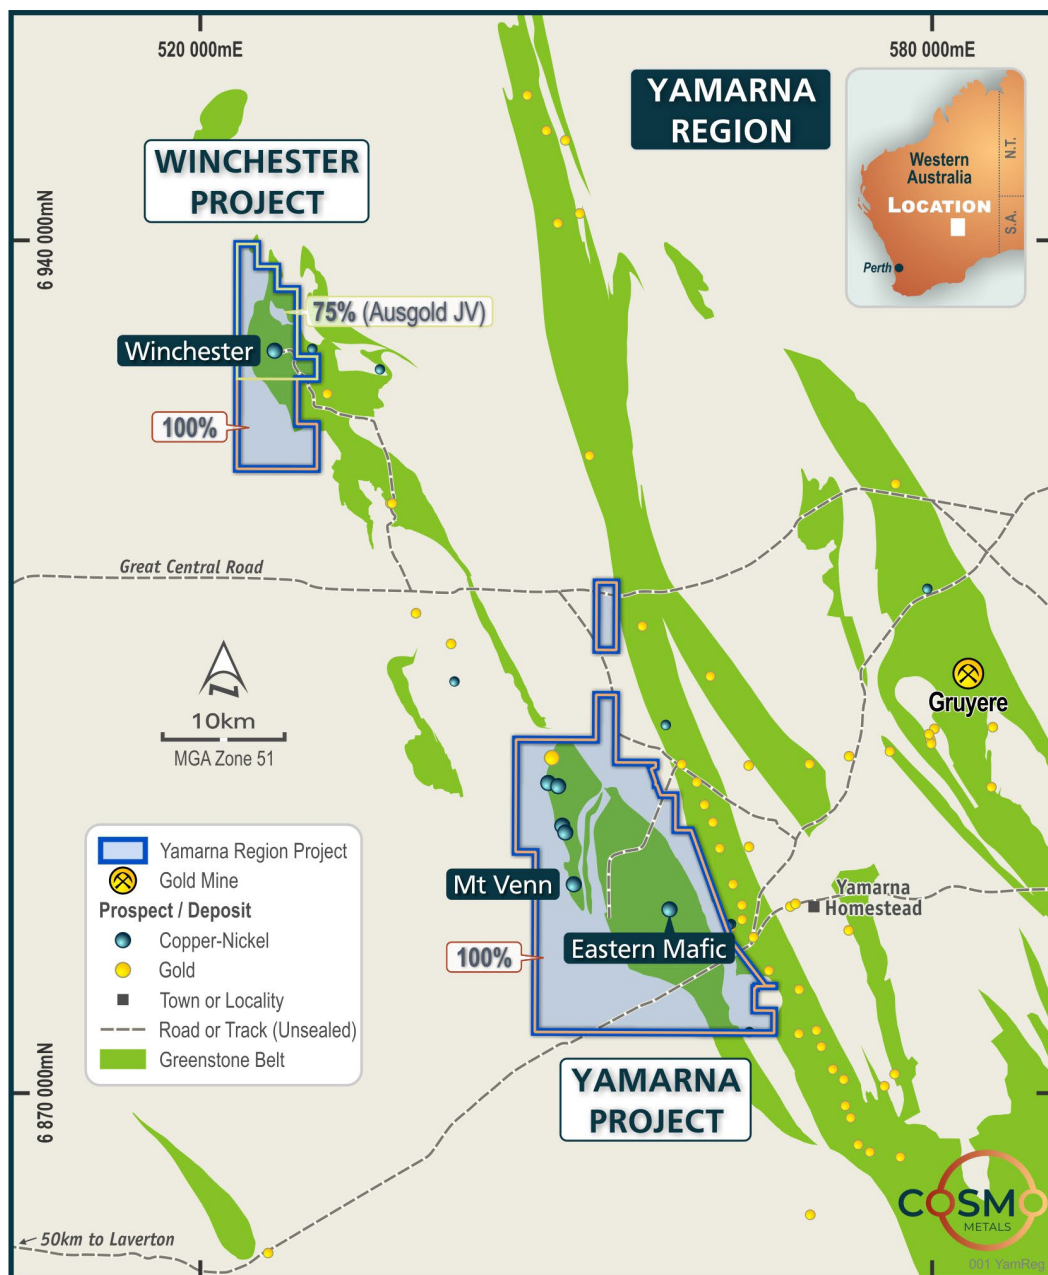 520 000mE
580 000mE
YAMARNA
REGION
WINCHESTER
PROJECT
Western
Australia
LOCATION
N.T.
S.A.
Perth
6 940 000mN
75% (Ausgold JV)
Winchester
100%
Great Central Road
N
10km
MGA Zone 51
Gruyere
Yamarna Region Project
Gold Mine
Prospect / Deposit
Copper-Nickel
Gold
Town or Locality
Road or Track (Unsealed)
Greenstone Belt
Mt Venn
Yamarna
Homestead
Eastern Mafic
100%
6 870 000mN
YAMARNA
PROJECT
COSMO
METALS
50km to Laverton
001 YamReg